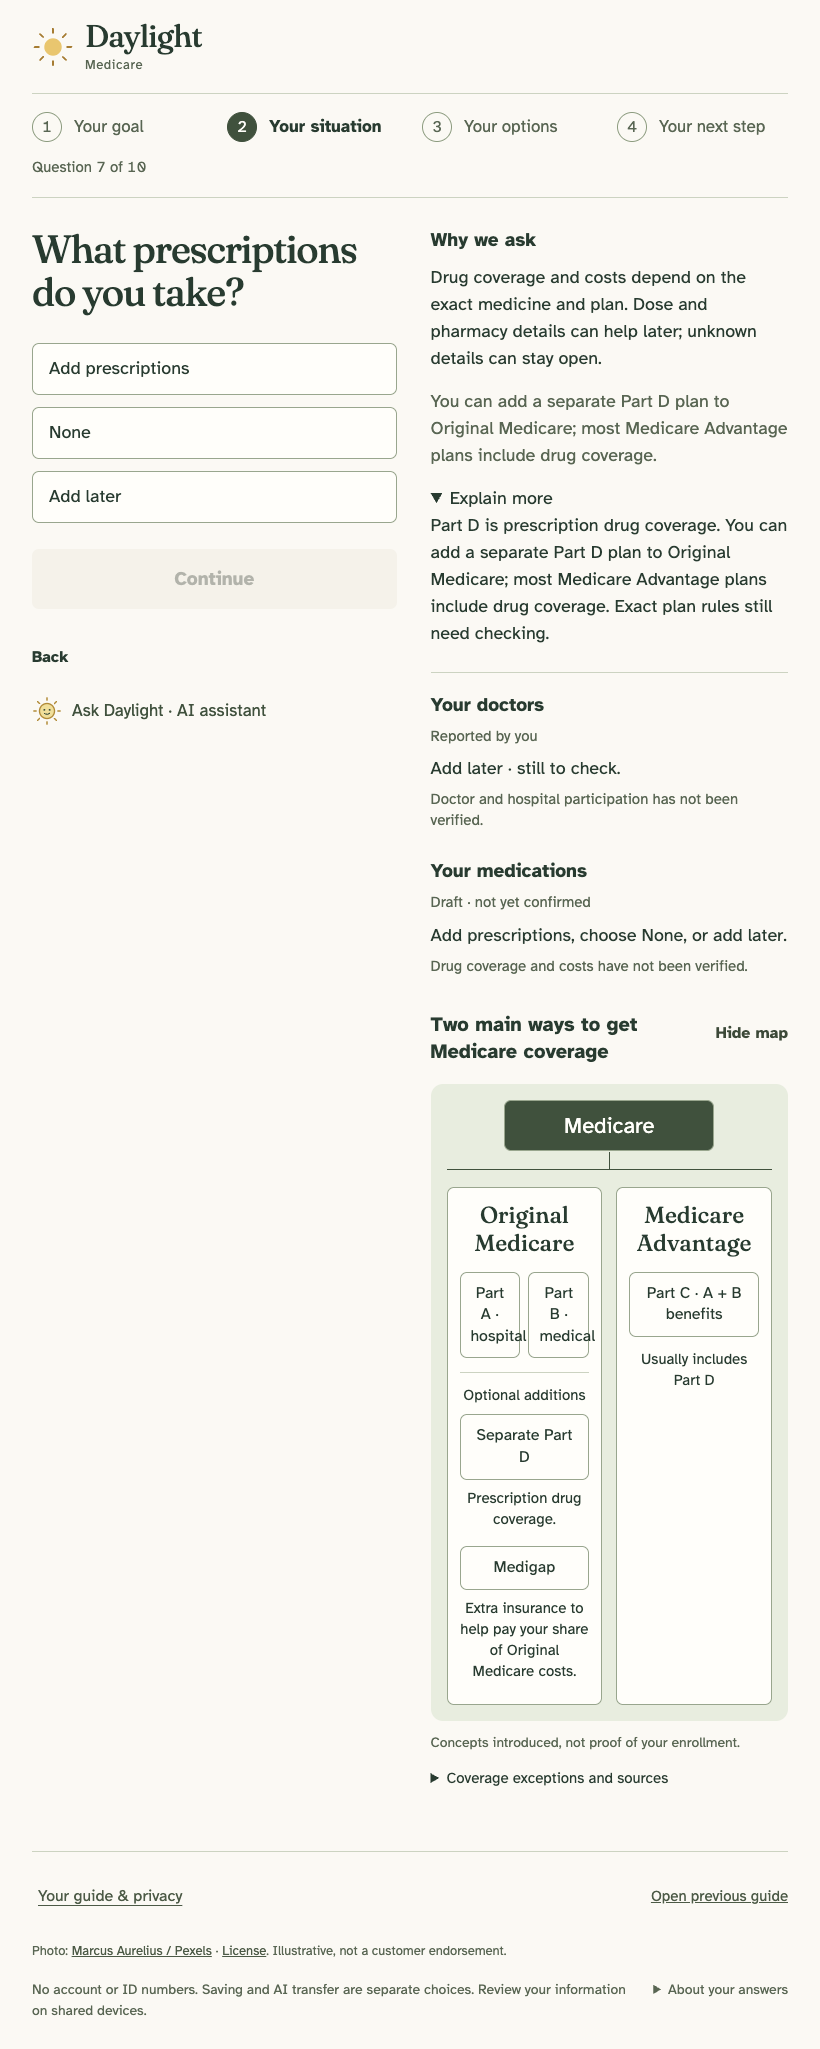 Daylight
Medicare
1 Your goal
2 Your situation
3 Your options
4 Your next step
Question 7 of 10
What prescriptions
do you take?
Add prescriptions
None
Add later
Continue
Back
Ask Daylight · AI assistant
Why we ask
Drug coverage and costs depend on the
exact medicine and plan. Dose and
pharmacy details can help later; unknown
details can stay open.
You can add a separate Part D plan to
Original Medicare; most Medicare Advantage
plans include drug coverage.
▼ Explain more
Part D is prescription drug coverage. You can
add a separate Part D plan to Original
Medicare; most Medicare Advantage plans
include drug coverage. Exact plan rules still
need checking.
Your doctors
Reported by you
Add later · still to check.
Doctor and hospital participation has not been
verified.
Your medications
Draft · not yet confirmed
Add prescriptions, choose None, or add later.
Drug coverage and costs have not been verified.
Two main ways to get
Medicare coverage
Hide map
Medicare
Original
Medicare
Part
A ·
hospital
Part
B ·
medical
Optional additions
Separate Part
D
Prescription drug
coverage.
Medigap
Extra insurance to
help pay your share
of Original
Medicare costs.
Medicare
Advantage
Part C · A + B
benefits
Usually includes
Part D
Concepts introduced, not proof of your enrollment.
▶ Coverage exceptions and sources
Your guide & privacy
Open previous guide
Photo: Marcus Aurelius / Pexels · License. Illustrative, not a customer endorsement.
No account or ID numbers. Saving and AI transfer are separate choices. Review your information
on shared devices.
▶ About your answers